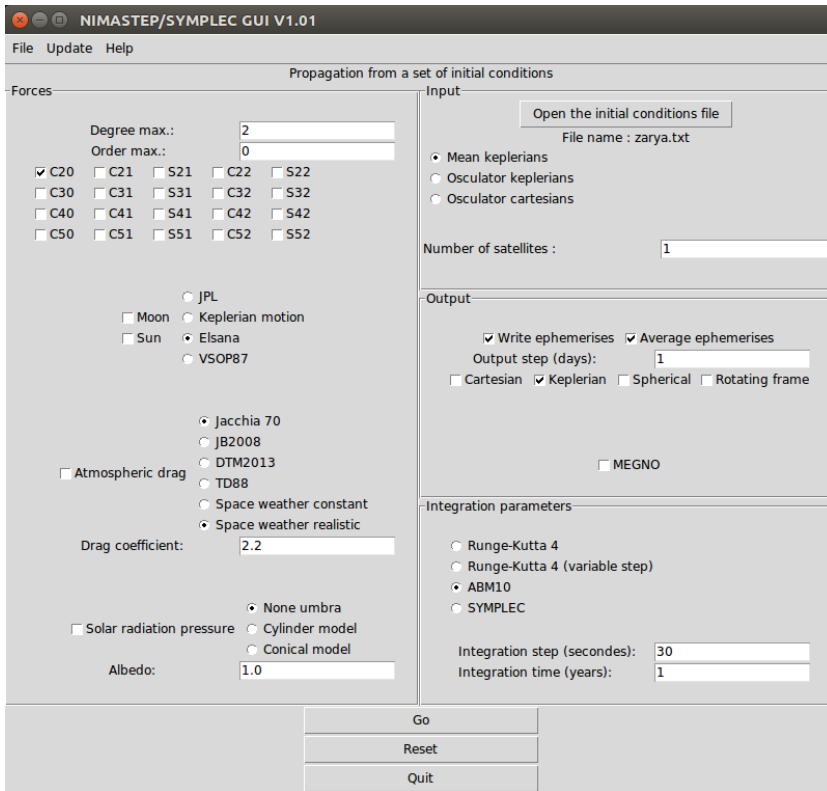 NIMASTEP/SYMPLEC GUI V1.01
File Update Help
Propagation from a set of initial conditions
Forces
Degree max.: 2
Order max.: 0
C20 C21 S21 C22 S22
C30 C31 S31 C32 S32
C40 C41 S41 C42 S42
C50 C51 S51 C52 S52
JPL
Moon Keplerian motion
Sun Elsana
VSOP87
Jacchia 70
JB2008
DTM2013
Atmospheric drag
TD88
Space weather constant
Space weather realistic
Drag coefficient: 2.2
None umbra
Solar radiation pressure Cylinder model
Conical model
Albedo: 1.0
Input
Open the initial conditions file
File name : zarya.txt
Mean keplerians
Osculator keplerians
Osculator cartesians
Number of satellites : 1
Output
Write ephemerises Average ephemerises
Output step (days): 1
Cartesian Keplerian Spherical Rotating frame
MEGNO
Integration parameters
Runge-Kutta 4
Runge-Kutta 4 (variable step)
ABM10
SYMPLEC
Integration step (secondes): 30
Integration time (years): 1
Go
Reset
Quit